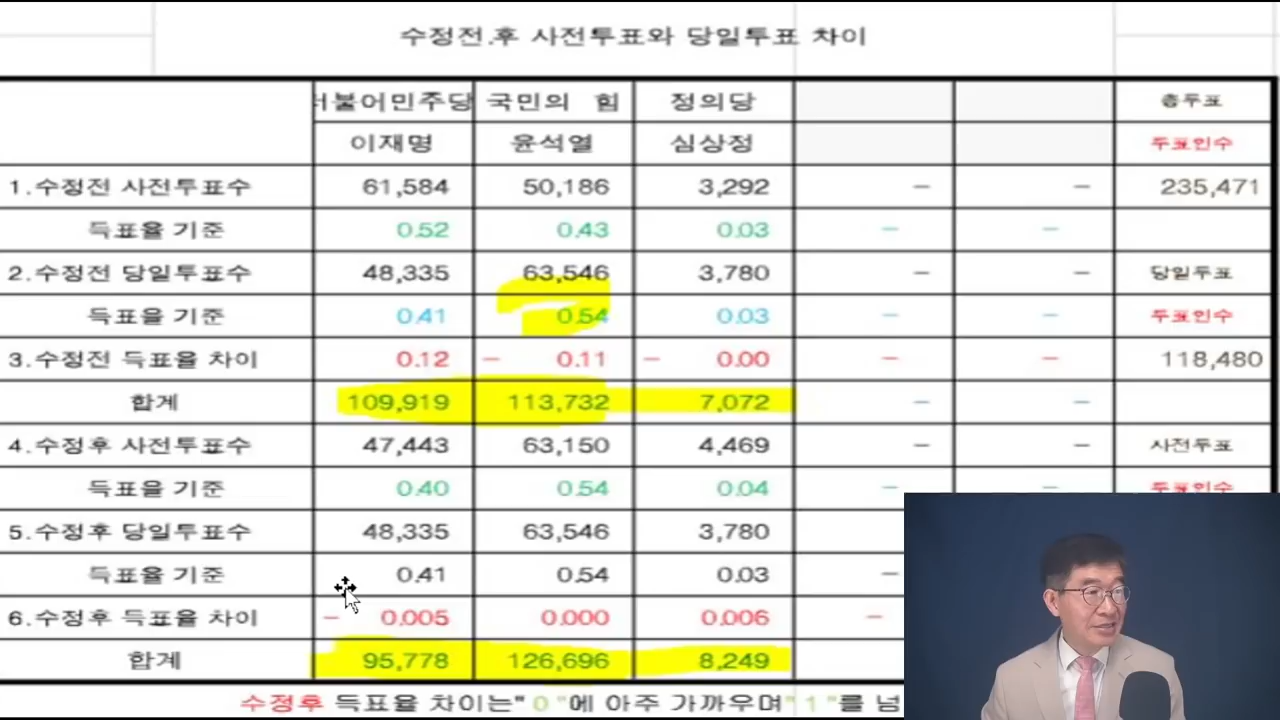 수정전.후 사전투표와 당일투표 차이
더불어민주당 국민의 힘 정의당 총투표
이재명 윤석열 심상정 투표인수
1.수정전 사전투표수 61,584 50,186 3,292 – – 235,471
득표율 기준 0.52 0.43 0.03 – –
2.수정전 당일투표수 48,335 63,546 3,780 – – 당일투표
득표율 기준 0.41 0.54 0.03 – – 투표인수
3.수정전 득표율 차이 0.12 – 0.11 – 0.00 – – 118,480
합계 109,919 113,732 7,072 – –
4.수정후 사전투표수 47,443 63,150 4,469 – – 사전투표
득표율 기준 0.40 0.54 0.04 – – 투표인수
5.수정후 당일투표수 48,335 63,546 3,780
득표율 기준 0.41 0.54 0.03 –
6.수정후 득표율 차이 – 0.005 0.000 0.006 –
합계 95,778 126,696 8,249
수정후 득표율 차이는" 0 "에 아주 가까우며" 1 "를 넘